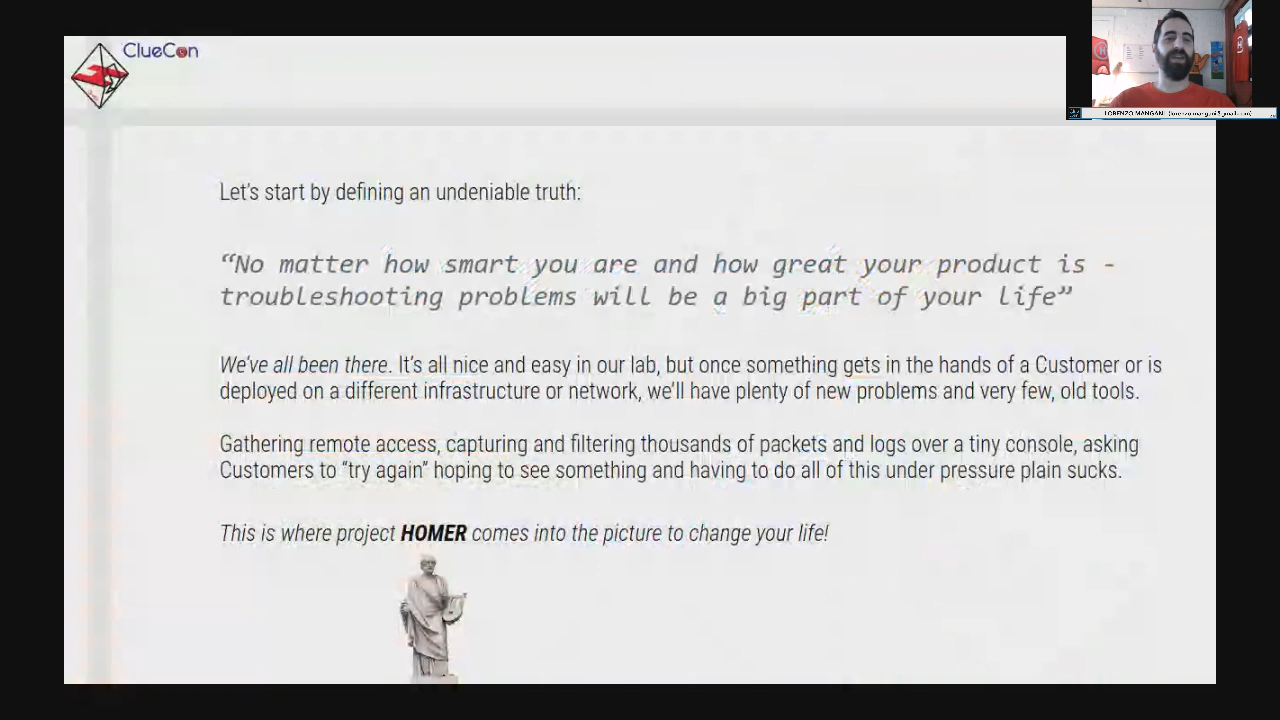 ClueCon
LORENZO MANGANI (lorenzo.mangani@gmail.com)
Let's start by defining an undeniable truth:
“No matter how smart you are and how great your product is -
troubleshooting problems will be a big part of your life”
We've all been there. It's all nice and easy in our lab, but once something gets in the hands of a Customer or is
deployed on a different infrastructure or network, we'll have plenty of new problems and very few, old tools.
Gathering remote access, capturing and filtering thousands of packets and logs over a tiny console, asking
Customers to “try again” hoping to see something and having to do all of this under pressure plain sucks.
This is where project HOMER comes into the picture to change your life!